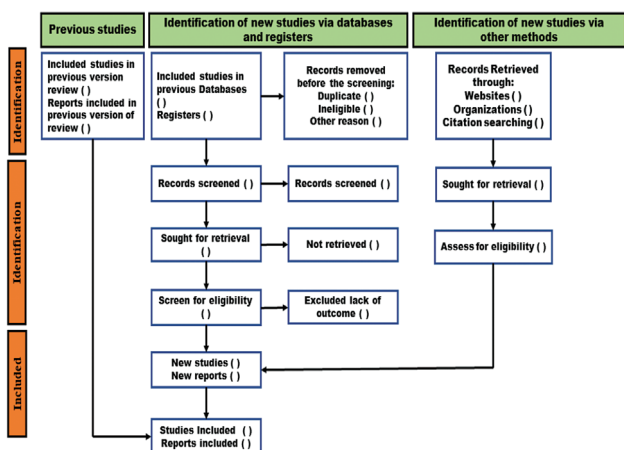 Previous studies
Identification of new studies via databases
and registers
Identification of new studies via
other methods
Identification
Included studies in
previous version
review ( )
Reports included in
previous version of
review ( )
Included studies in
previous Databases
( )
Registers ( )
Records removed
before the screening:
Duplicate ( )
Ineligible ( )
Other reason ( )
Records Retrieved
through:
Websites ( )
Organizations ( )
Citation searching( )
Identification
Records screened ( )
Records screened ( )
Sought for retrieval ( )
Sought for retrieval
( )
Not retrieved ( )
Assess for eligibility ( )
Screen for eligibility
( )
Excluded lack of
outcome ( )
Included
New studies ( )
New reports ( )
Studies Included ( )
Reports included ( )